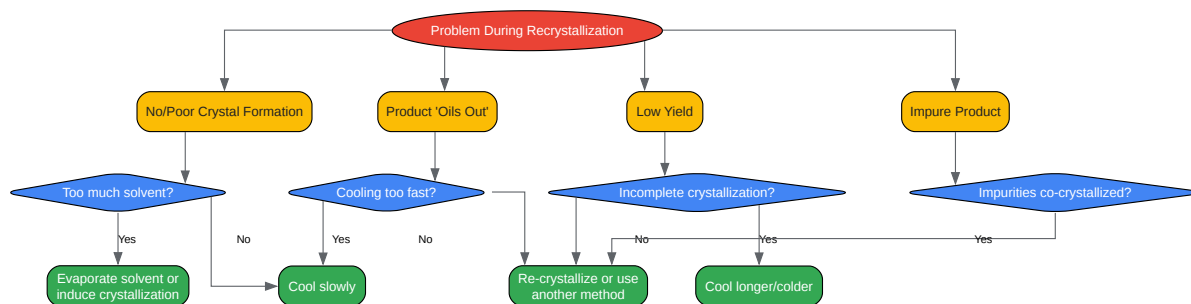 Problem During Recrystallization
No/Poor Crystal Formation
Product 'Oils Out'
Low Yield
Impure Product
Too much solvent?
Cooling too fast?
Incomplete crystallization?
Impurities co-crystallized?
Yes
No
Yes
No
No
Yes
Yes
Evaporate solvent or
induce crystallization
Cool slowly
Re-crystallize or use
another method
Cool longer/colder